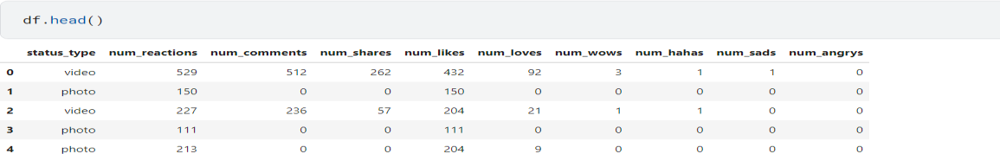 df.head()
status_type num_reactions num_comments num_shares num_likes num_loves num_wows num_hahas num_sads num_angrys
0 video 529 512 262 432 92 3 1 1 0
1 photo 150 0 0 150 0 0 0 0 0
2 video 227 236 57 204 21 1 1 0 0
3 photo 111 0 0 111 0 0 0 0 0
4 photo 213 0 0 204 9 0 0 0 0